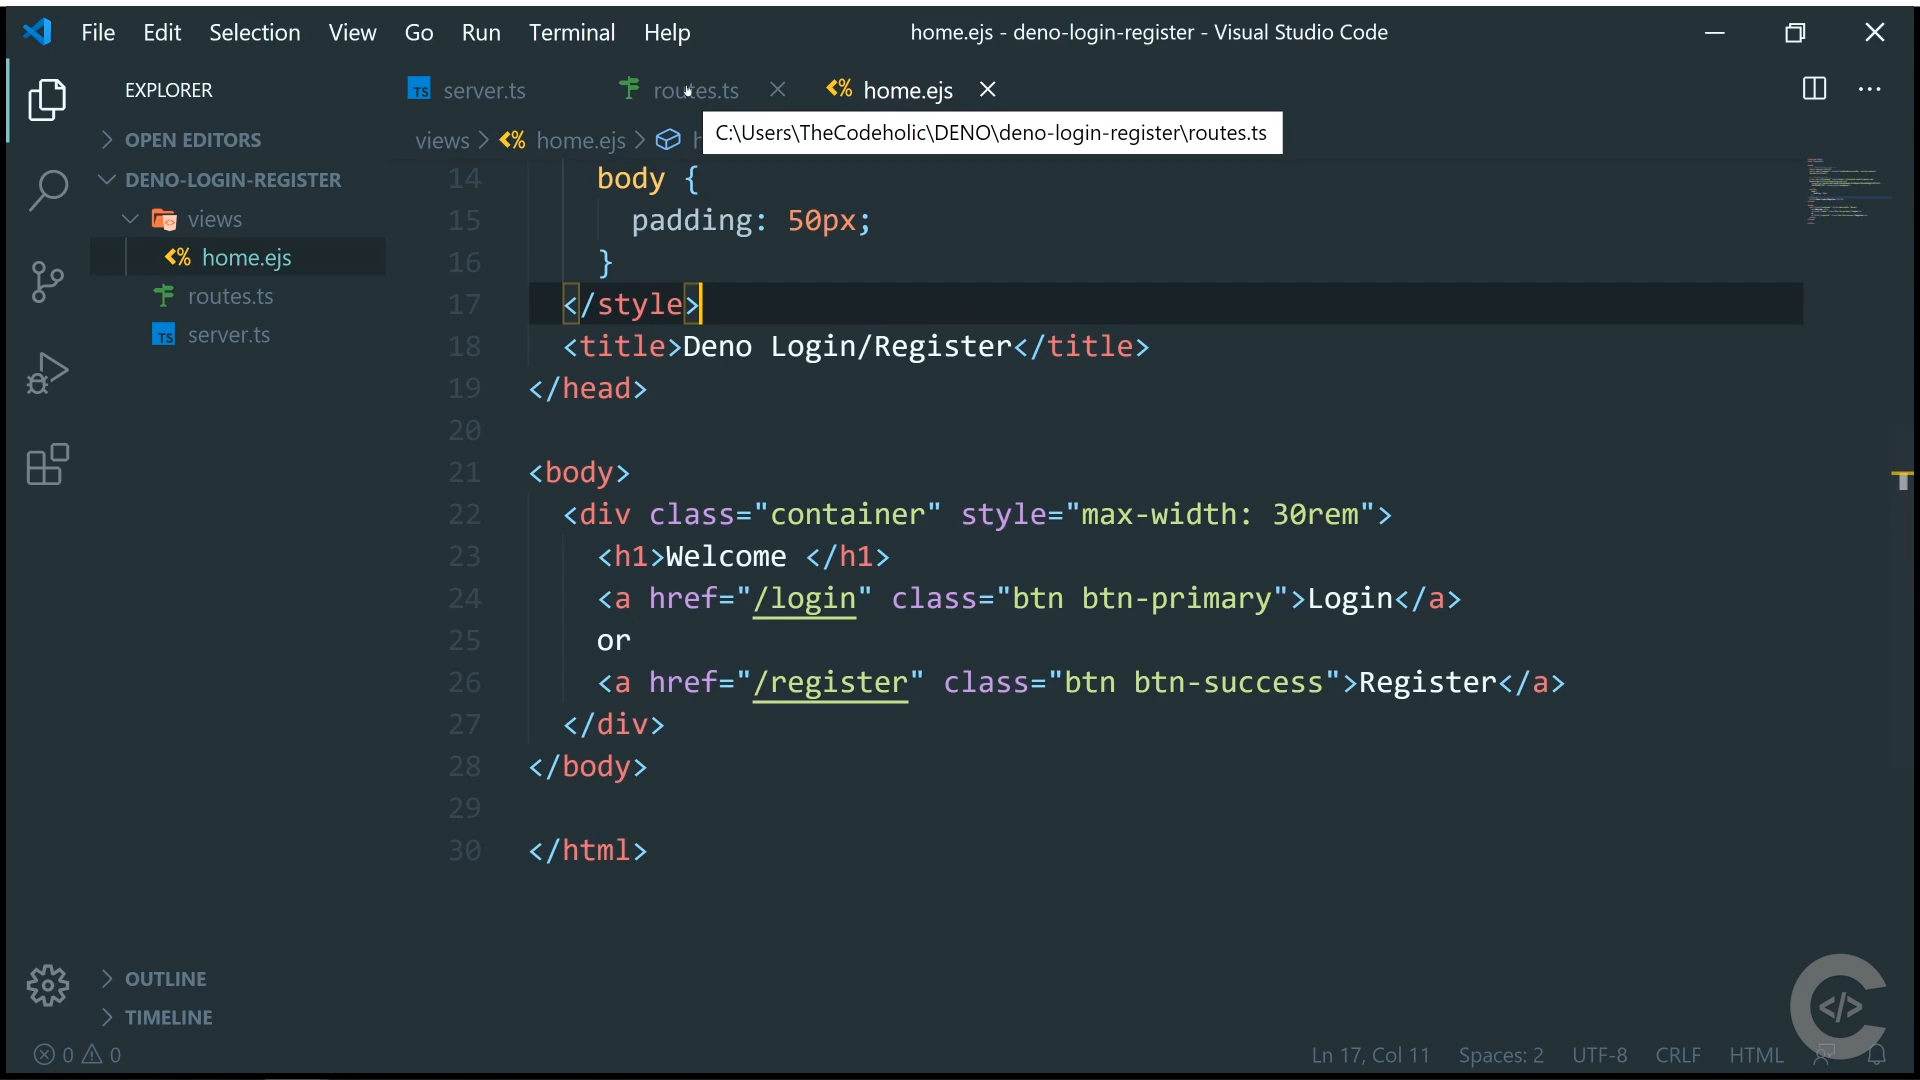 File Edit Selection View Go Run Terminal Help home.ejs - deno-login-register - Visual Studio Code
EXPLORER
server.ts routes.ts home.ejs
OPEN EDITORS
views > home.ejs >
C:\Users\TheCodeholic\DENO\deno-login-register\routes.ts
DENO-LOGIN-REGISTER
views
home.ejs
routes.ts
server.ts
14 body {
15 padding: 50px;
16 }
17 </style>
18 <title>Deno Login/Register</title>
19 </head>
20
21 <body>
22 <div class="container" style="max-width: 30rem">
23 <h1>Welcome </h1>
24 <a href="/login" class="btn btn-primary">Login</a>
25 or
26 <a href="/register" class="btn btn-success">Register</a>
27 </div>
28 </body>
29
30 </html>
OUTLINE
TIMELINE
0 0
Ln 17, Col 11 Spaces: 2 UTF-8 CRLF HTML
</>